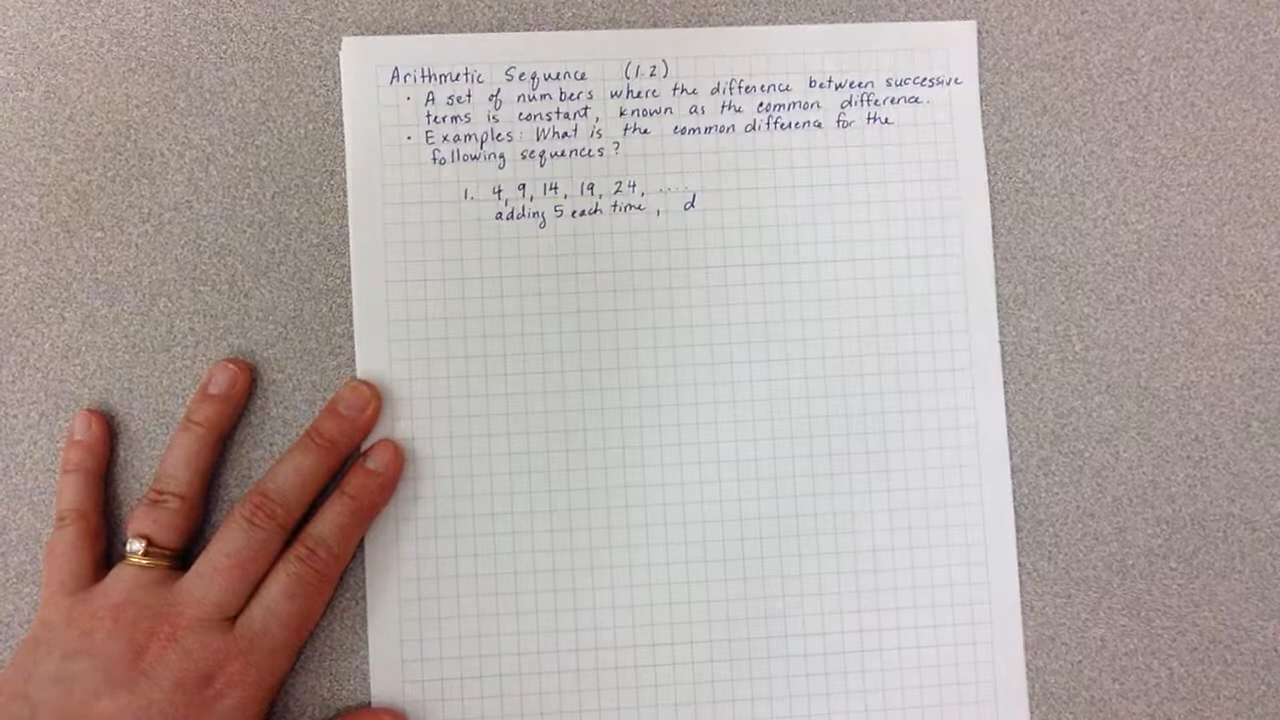 Arithmetic Sequence (1.2)
• A set of numbers where the difference between successive
terms is constant, known as the common difference.
• Examples: What is the common difference for the
following sequences?
1. 4, 9, 14, 19, 24, ....
adding 5 each time, d